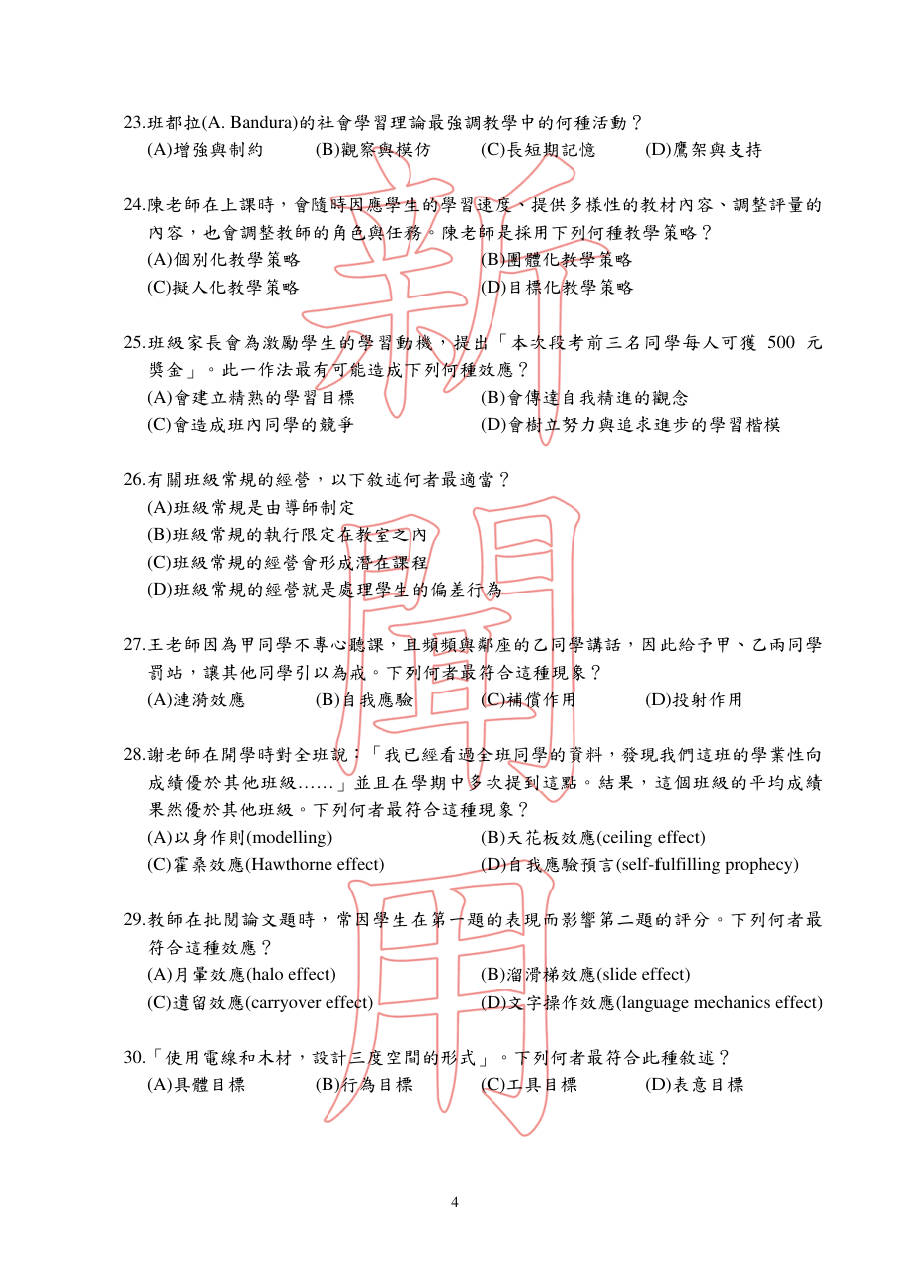 23.班都拉(A. Bandura)的社會學習理論最強調教學中的何種活動？
(A)增強與制約 (B)觀察與模仿 (C)長短期記憶 (D)鷹架與支持
24.陳老師在上課時，會隨時因應學生的學習速度、提供多樣性的教材內容、調整評量的
內容，也會調整教師的角色與任務。陳老師是採用下列何種教學策略？
(A)個別化教學策略 (B)團體化教學策略
(C)擬人化教學策略 (D)目標化教學策略
25.班級家長會為激勵學生的學習動機，提出「本次段考前三名同學每人可獲 500 元
獎金」。此一作法最有可能造成下列何種效應？
(A)會建立精熟的學習目標 (B)會傳達自我精進的觀念
(C)會造成班內同學的競爭 (D)會樹立努力與追求進步的學習楷模
26.有關班級常規的經營，以下敘述何者最適當？
(A)班級常規是由導師制定
(B)班級常規的執行限定在教室之內
(C)班級常規的經營會形成潛在課程
(D)班級常規的經營就是處理學生的偏差行為
27.王老師因為甲同學不專心聽課，且頻頻與鄰座的乙同學講話，因此給予甲、乙兩同學
罰站，讓其他同學引以為戒。下列何者最符合這種現象？
(A)漣漪效應 (B)自我應驗 (C)補償作用 (D)投射作用
28.謝老師在開學時對全班說：「我已經看過全班同學的資料，發現我們這班的學業性向
成績優於其他班級……」並且在學期中多次提到這點。結果，這個班級的平均成績
果然優於其他班級。下列何者最符合這種現象？
(A)以身作則(modelling) (B)天花板效應(ceiling effect)
(C)霍桑效應(Hawthorne effect) (D)自我應驗預言(self-fulfilling prophecy)
29.教師在批閱論文題時，常因學生在第一題的表現而影響第二題的評分。下列何者最
符合這種效應？
(A)月暈效應(halo effect) (B)溜滑梯效應(slide effect)
(C)遺留效應(carryover effect) (D)文字操作效應(language mechanics effect)
30.「使用電線和木材，設計三度空間的形式」。下列何者最符合此種敘述？
(A)具體目標 (B)行為目標 (C)工具目標 (D)表意目標
新聞用
4